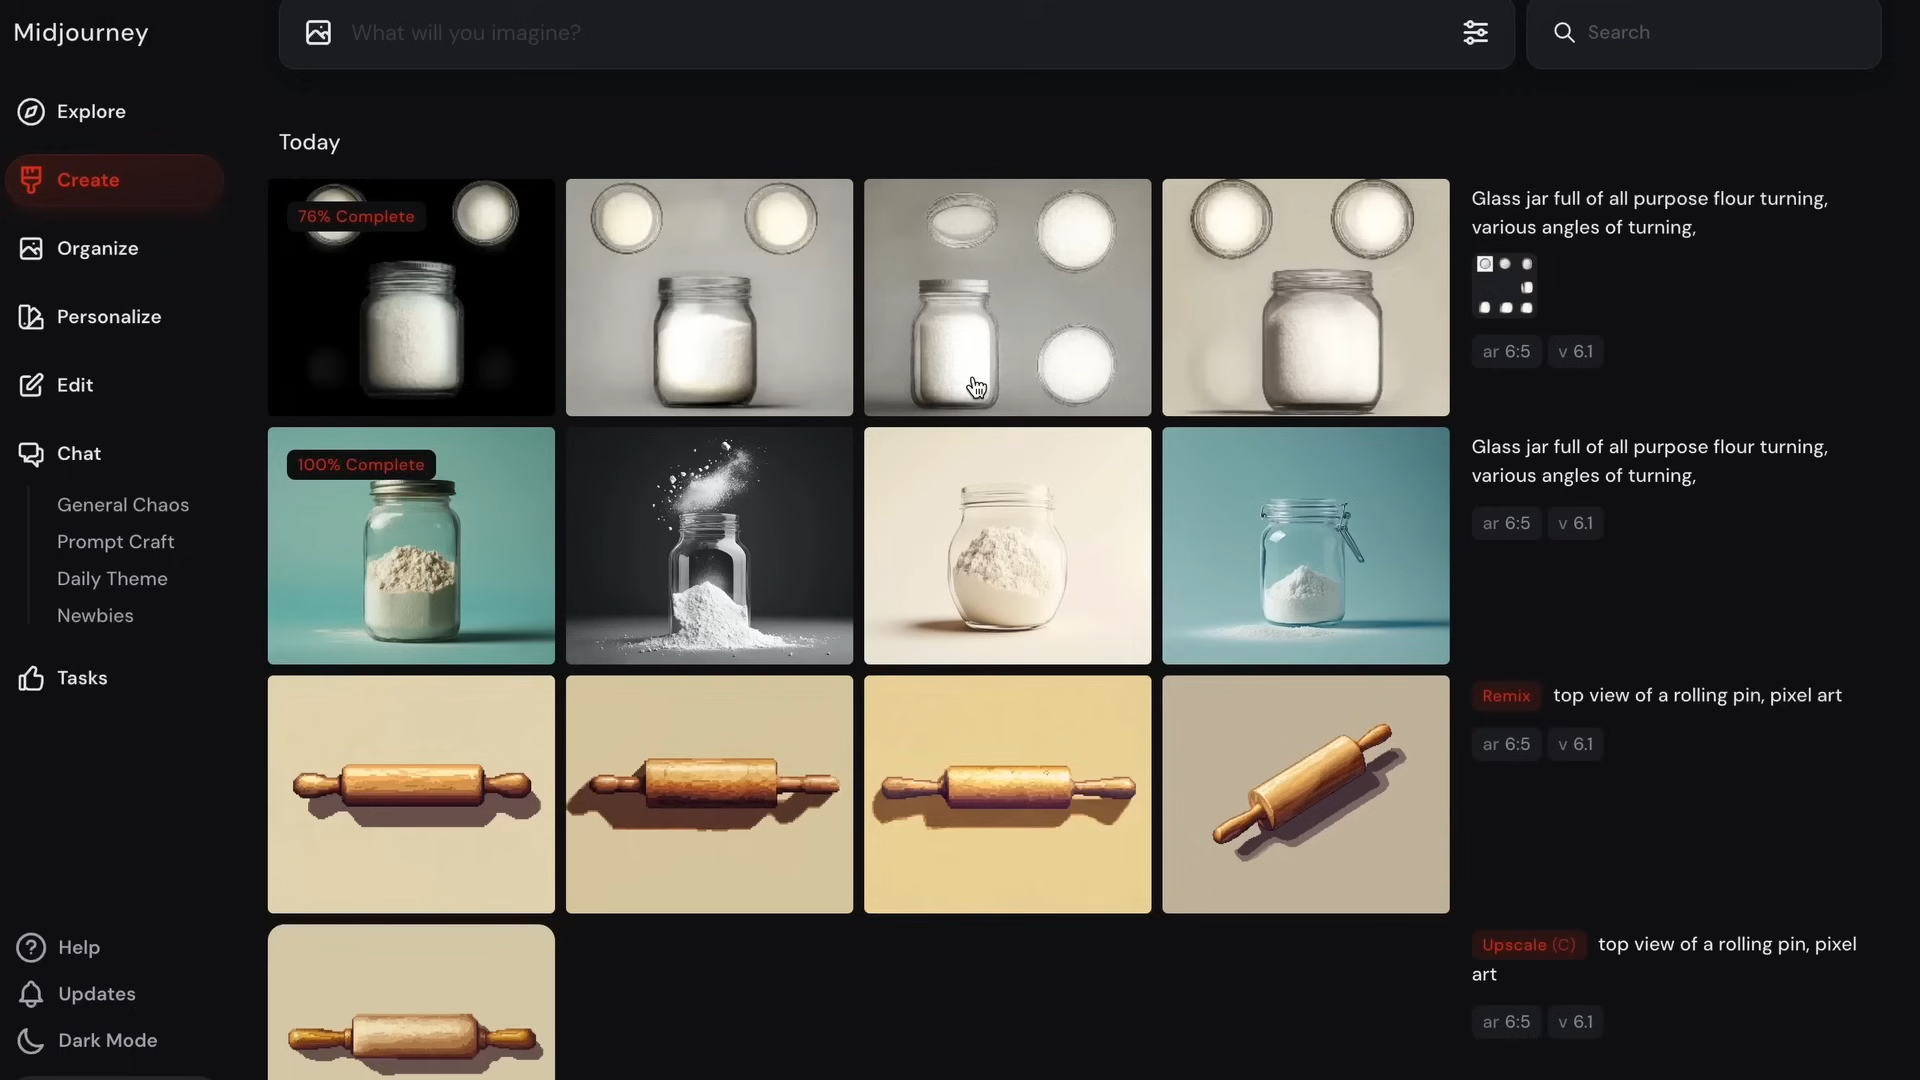 Midjourney
What will you imagine?
Search
Explore
Create
Organize
Personalize
Edit
Chat
General Chaos
Prompt Craft
Daily Theme
Newbies
Tasks
Help
Updates
Dark Mode
Today
76% Complete
Glass jar full of all purpose flour turning,
various angles of turning,
ar 6:5 v 6.1
100% Complete
Glass jar full of all purpose flour turning,
various angles of turning,
ar 6:5 v 6.1
Remix top view of a rolling pin, pixel art
ar 6:5 v 6.1
Upscale (C) top view of a rolling pin, pixel
art
ar 6:5 v 6.1